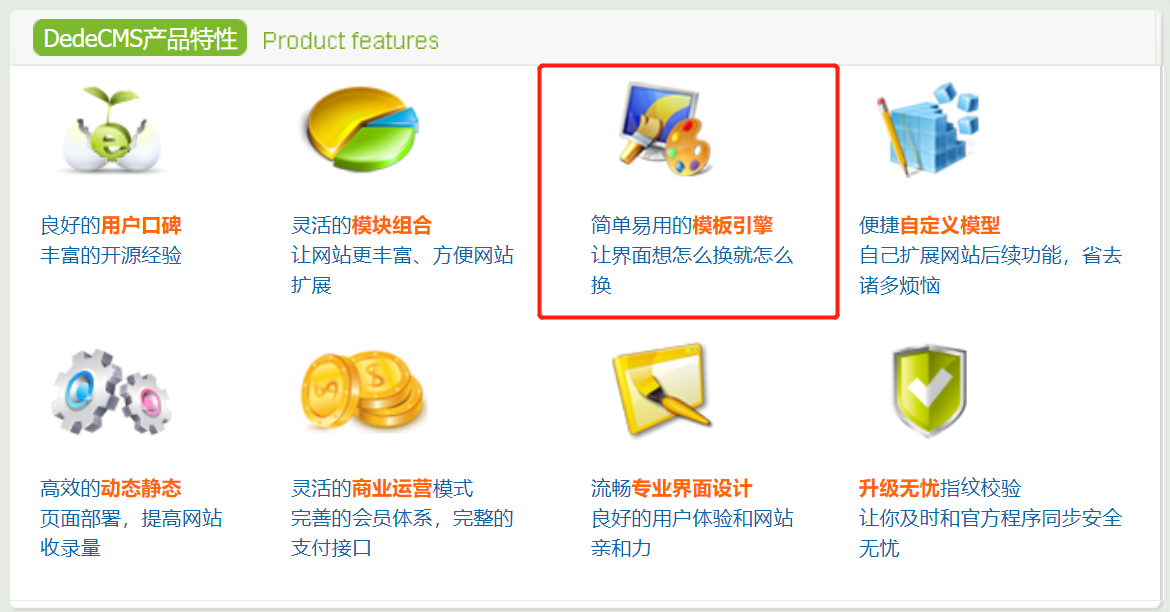 DedeCMS产品特性 Product features
良好的用户口碑
丰富的开源经验
灵活的模块组合
让网站更丰富、方便网站
扩展
简单易用的模板引擎
让界面想怎么换就怎么
换
便捷自定义模型
自己扩展网站后续功能，省去
诸多烦恼
高效的动态静态
页面部署，提高网站
收录量
灵活的商业运营模式
完善的会员体系，完整的
支付接口
流畅专业界面设计
良好的用户体验和网站
亲和力
升级无忧指纹校验
让你及时和官方程序同步安全
无忧